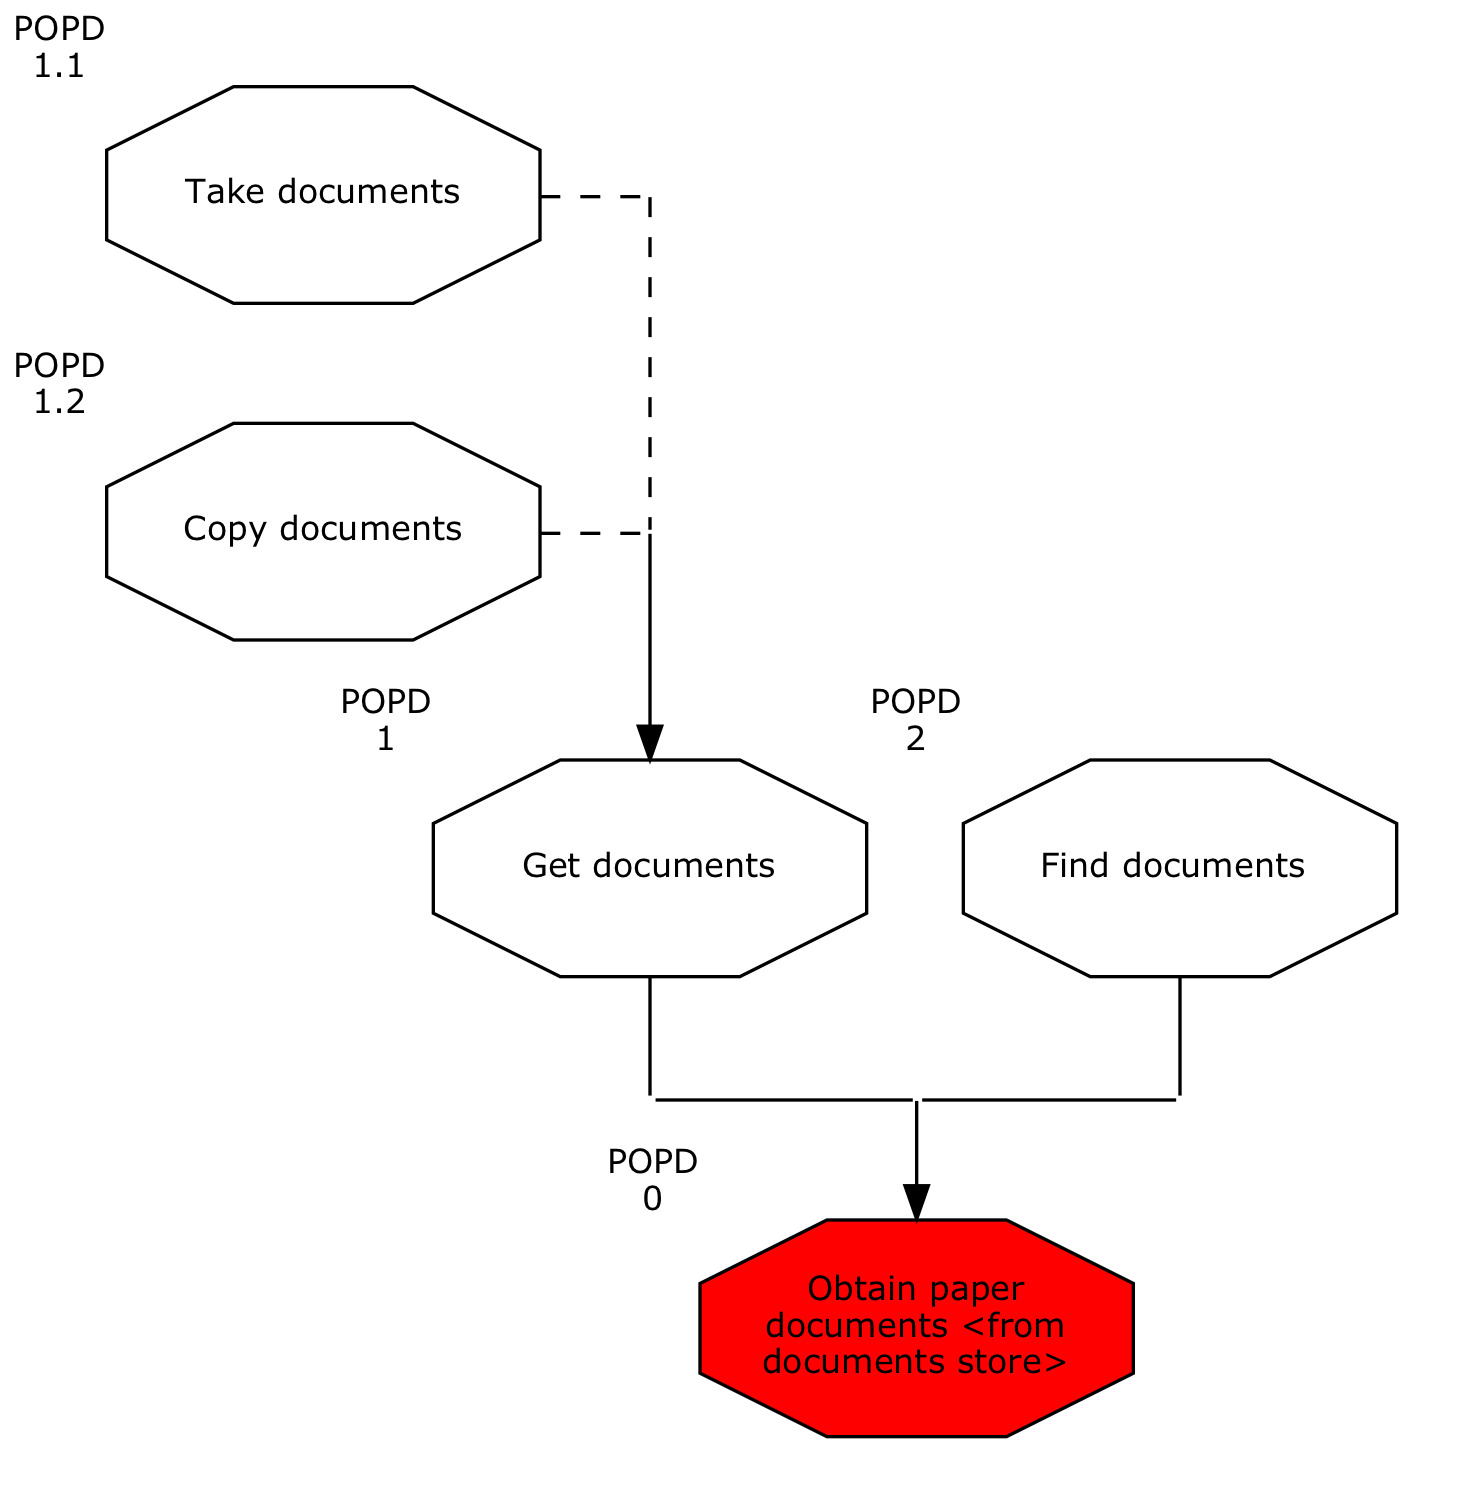 POPD
1.1
Take documents
POPD
1.2
Copy documents
POPD
1
POPD
2
Get documents
Find documents
POPD
0
Obtain paper
documents <from
documents store>